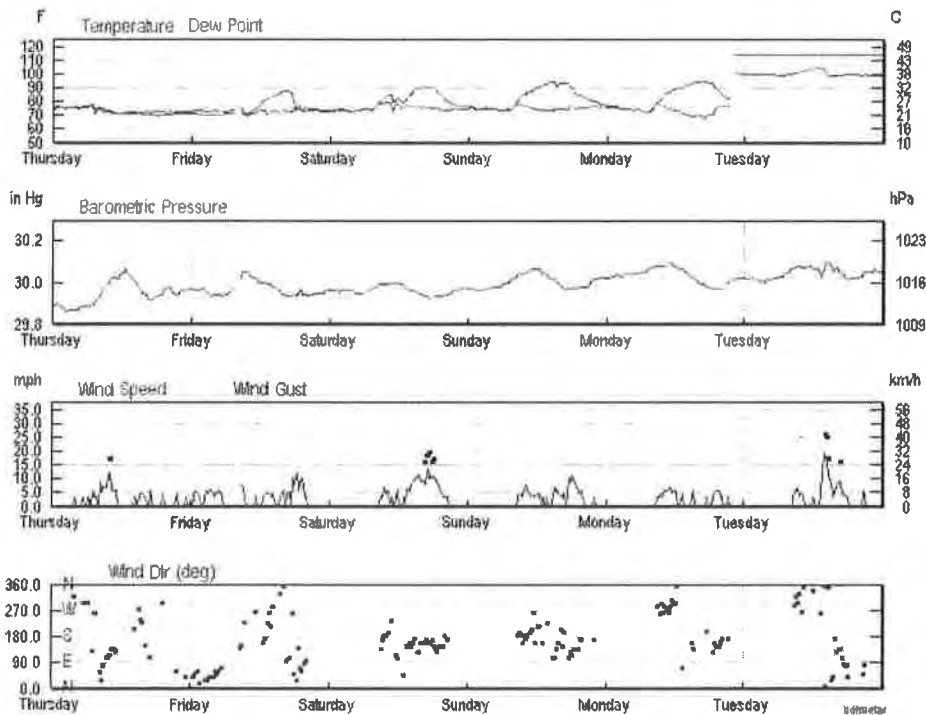 F Temperature Dew Point C
120 49
110 43
100 38
90 32
80 27
70 21
60 16
50 10
Thursday Friday Saturday Sunday Monday Tuesday
in Hg Barometric Pressure hPa
30.2 1023
30.0 1016
29.8 1009
Thursday Friday Saturday Sunday Monday Tuesday
mph Wind Speed Wind Gust km/h
35.0 56
30.0 48
25.0 40
20.0 32
15.0 24
10.0 16
5.0 8
0.0 0
Thursday Friday Saturday Sunday Monday Tuesday
Wind Dir (deg)
360.0 N
270.0 W
180.0 S
90.0 E
0.0 N
Thursday Friday Saturday Sunday Monday Tuesday